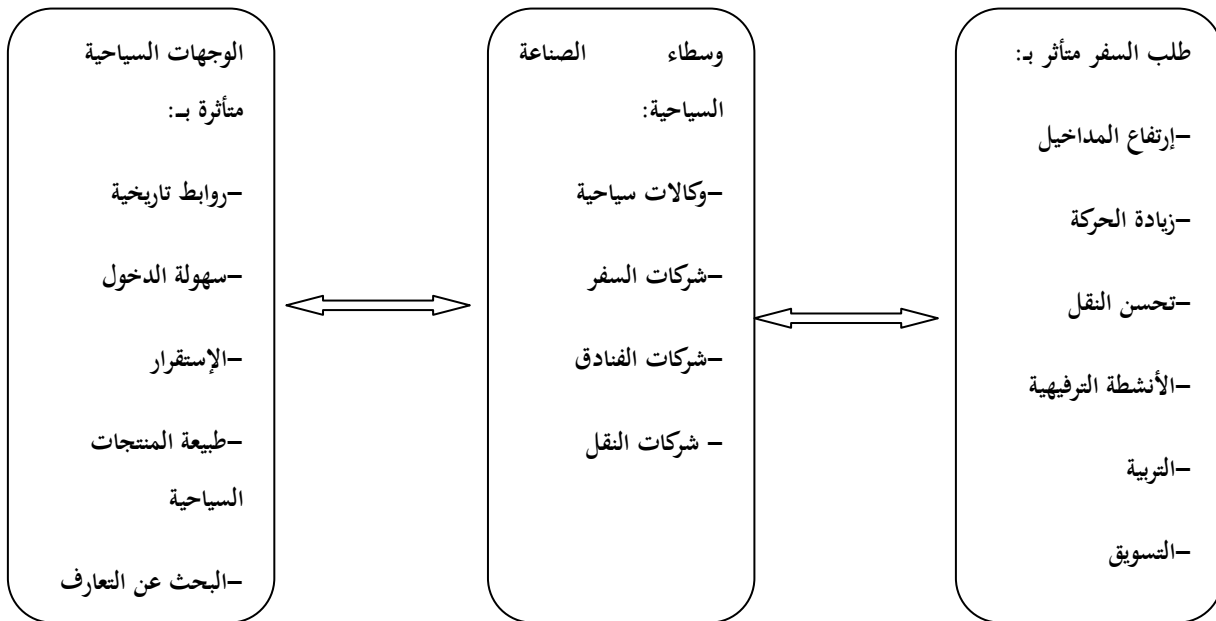 طلب السفر متأثر بـ:
–إرتفاع المداخيل
–زيادة الحركة
–تحسن النقل
–الأنشطة الترفيهية
–التربية
–التسويق
وسطاء الصناعة
السياحية:
–وكالات سياحية
–شركات السفر
–شركات الفنادق
– شركات النقل
الوجهات السياحية
متأثرة بـ:
–روابط تاريخية
–سهولة الدخول
–الإستقرار
–طبيعة المنتجات
السياحية
–البحث عن التعارف